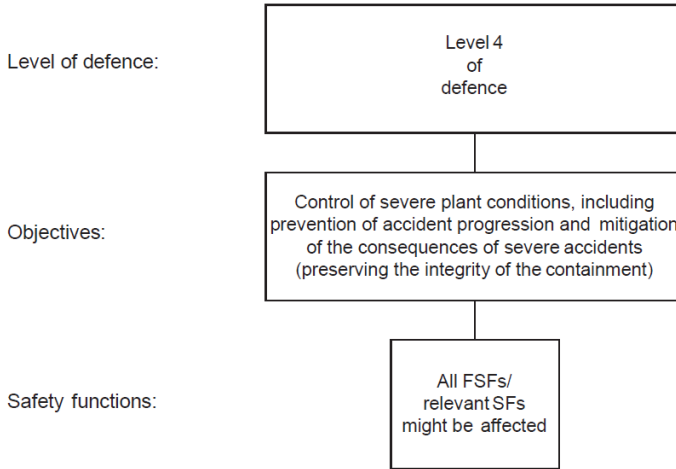 Level of defence:
Level 4
of
defence
Objectives:
Control of severe plant conditions, including
prevention of accident progression and mitigation
of the consequences of severe accidents
(preserving the integrity of the containment)
Safety functions:
All FSFs/
relevant SFs
might be affected